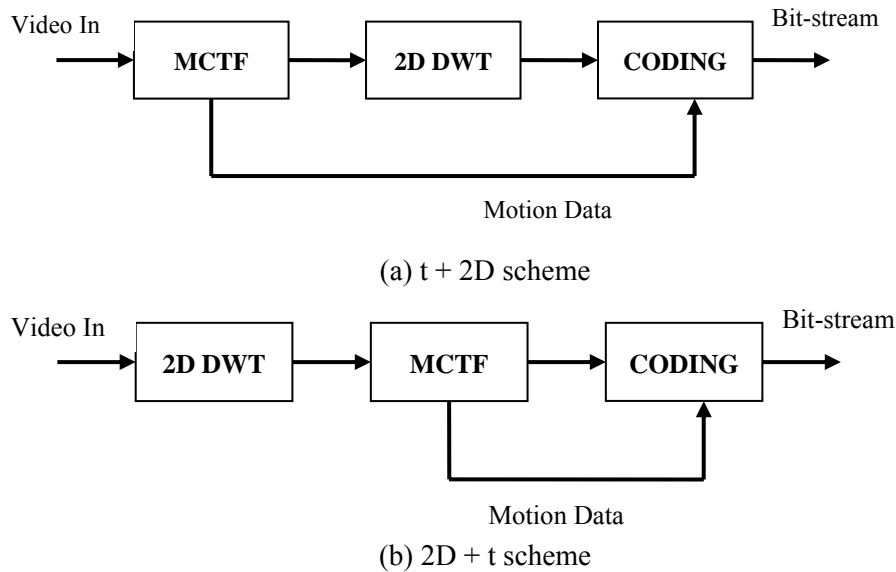 Video In
Bit-stream
MCTF
2D DWT
CODING
Motion Data
(a) t + 2D scheme
Video In
Bit-stream
2D DWT
MCTF
CODING
Motion Data
(b) 2D + t scheme